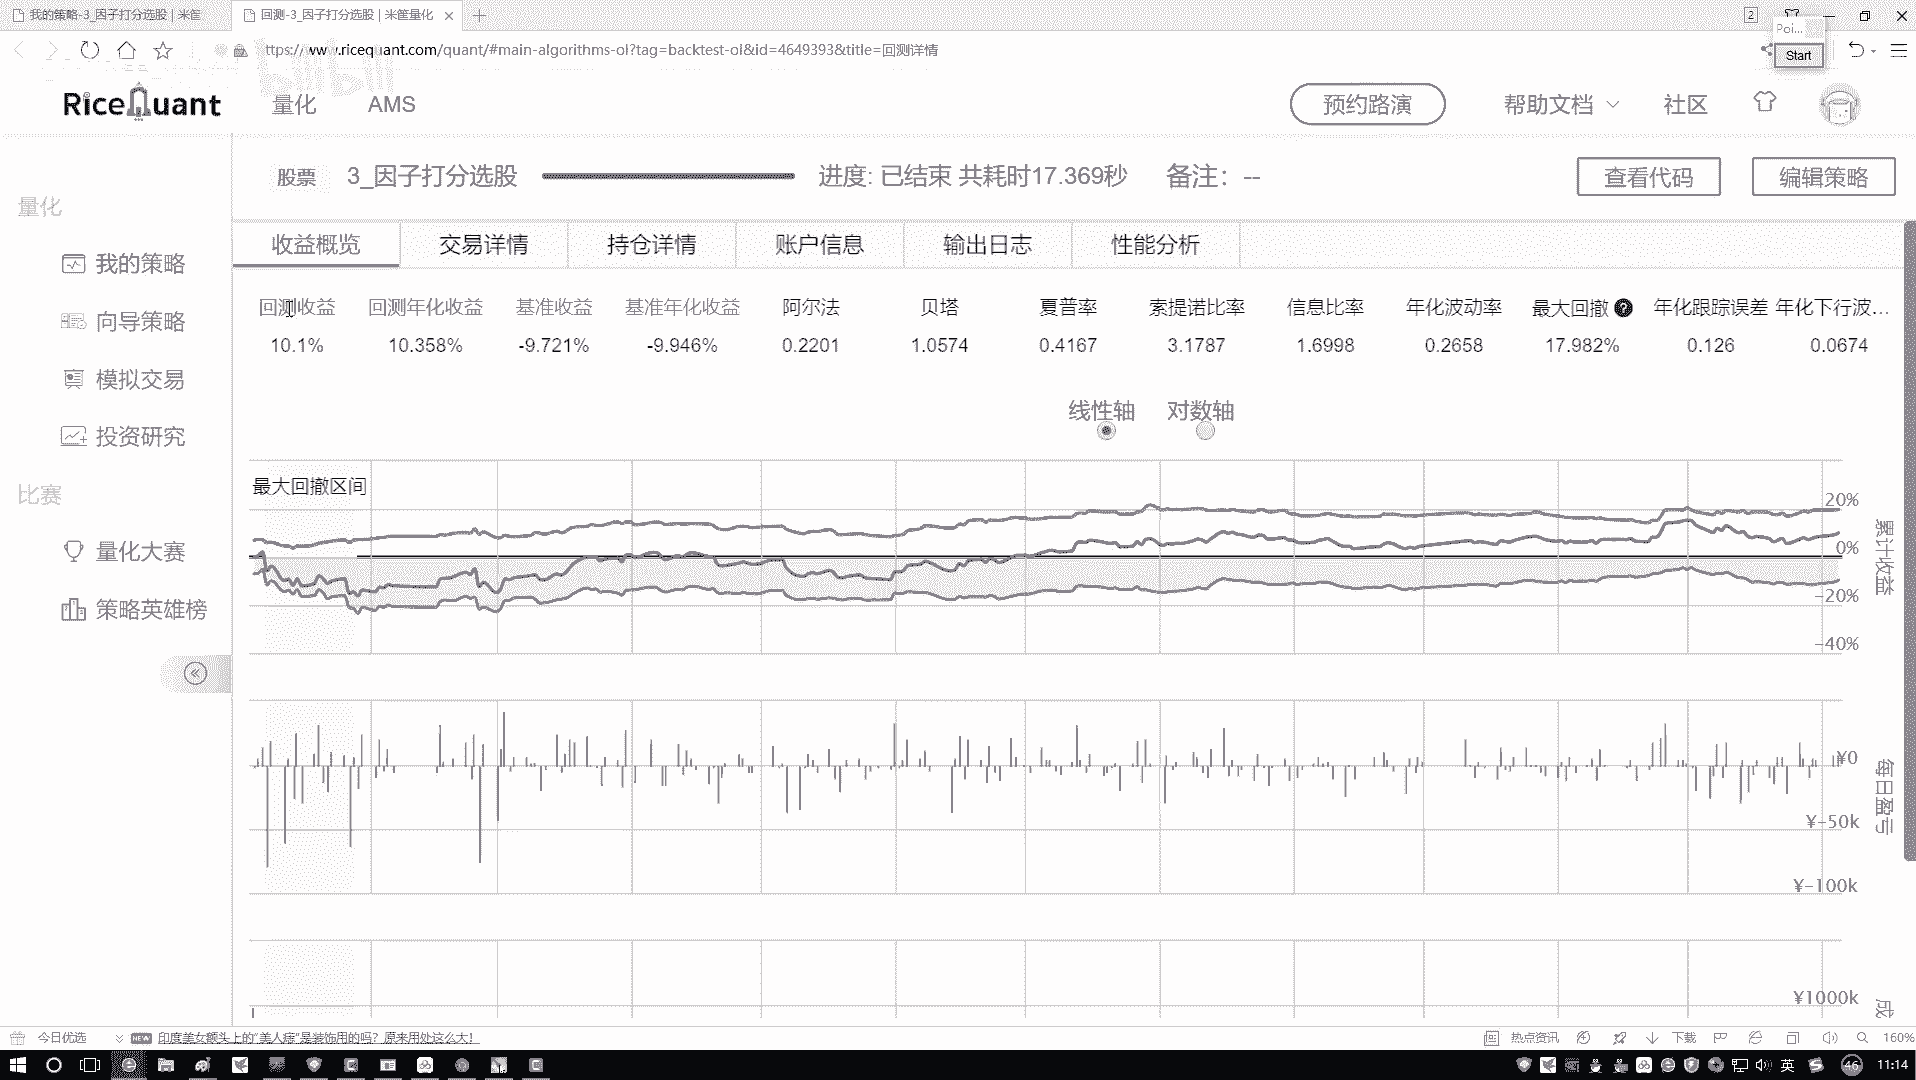 我的策略-3_因子打分选股 | 米筐
回测-3_因子打分选股 | 米筐量化
2
Poi...
Start
ttps://www.ricequant.com/quant/#main-algorithms-ol?tag=backtest-ol&id=4649393&title=回测详情
bilibili
RiceQuant
量化
AMS
预约路演
帮助文档
社区
股票
3_因子打分选股
进度: 已结束 共耗时17.369秒
备注: --
查看代码
编辑策略
量化
我的策略
向导策略
模拟交易
投资研究
比赛
量化大赛
策略英雄榜
收益概览
交易详情
持仓详情
账户信息
输出日志
性能分析
回测收益 回测年化收益 基准收益 基准年化收益 阿尔法 贝塔 夏普率 索提诺比率 信息比率 年化波动率 最大回撤 年化跟踪误差 年化下行波...
10.1% 10.358% -9.721% -9.946% 0.2201 1.0574 0.4167 3.1787 1.6998 0.2658 17.982% 0.126 0.0674
线性轴 对数轴
最大回撤区间
20%
0%
-20%
-40%
累计收益
¥0
¥-50k
¥-100k
每日盈亏
¥1000k
成
今日优选
NEW
印度美女额头上的"美人痣"是装饰用的吗？原来用处这么大！
热点资讯
下载
160%
英
46
11:14